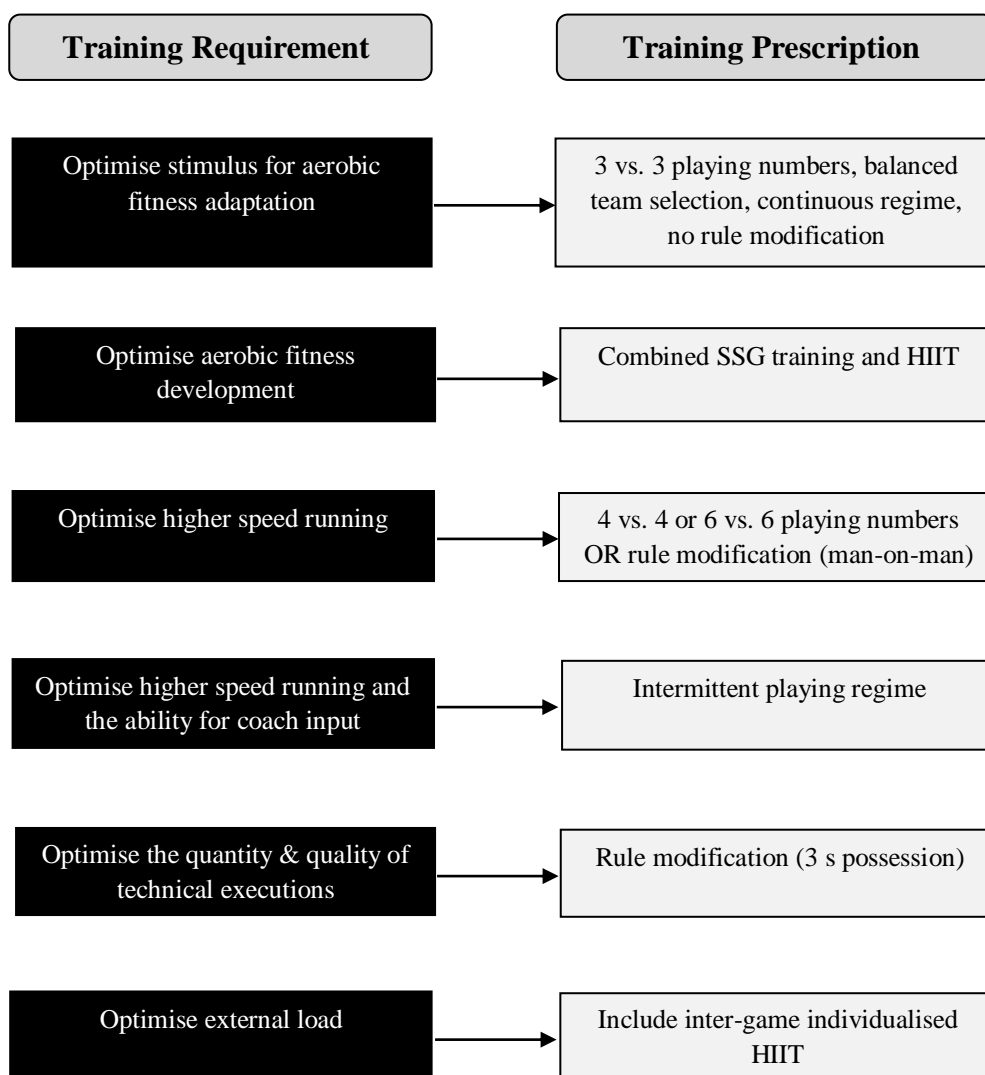 Training Requirement
Training Prescription
Optimise stimulus for aerobic
fitness adaptation
3 vs. 3 playing numbers, balanced
team selection, continuous regime,
no rule modification
Optimise aerobic fitness
development
Combined SSG training and HIIT
Optimise higher speed running
4 vs. 4 or 6 vs. 6 playing numbers
OR rule modification (man-on-man)
Optimise higher speed running and
the ability for coach input
Intermittent playing regime
Optimise the quantity & quality of
technical executions
Rule modification (3 s possession)
Optimise external load
Include inter-game individualised
HIIT